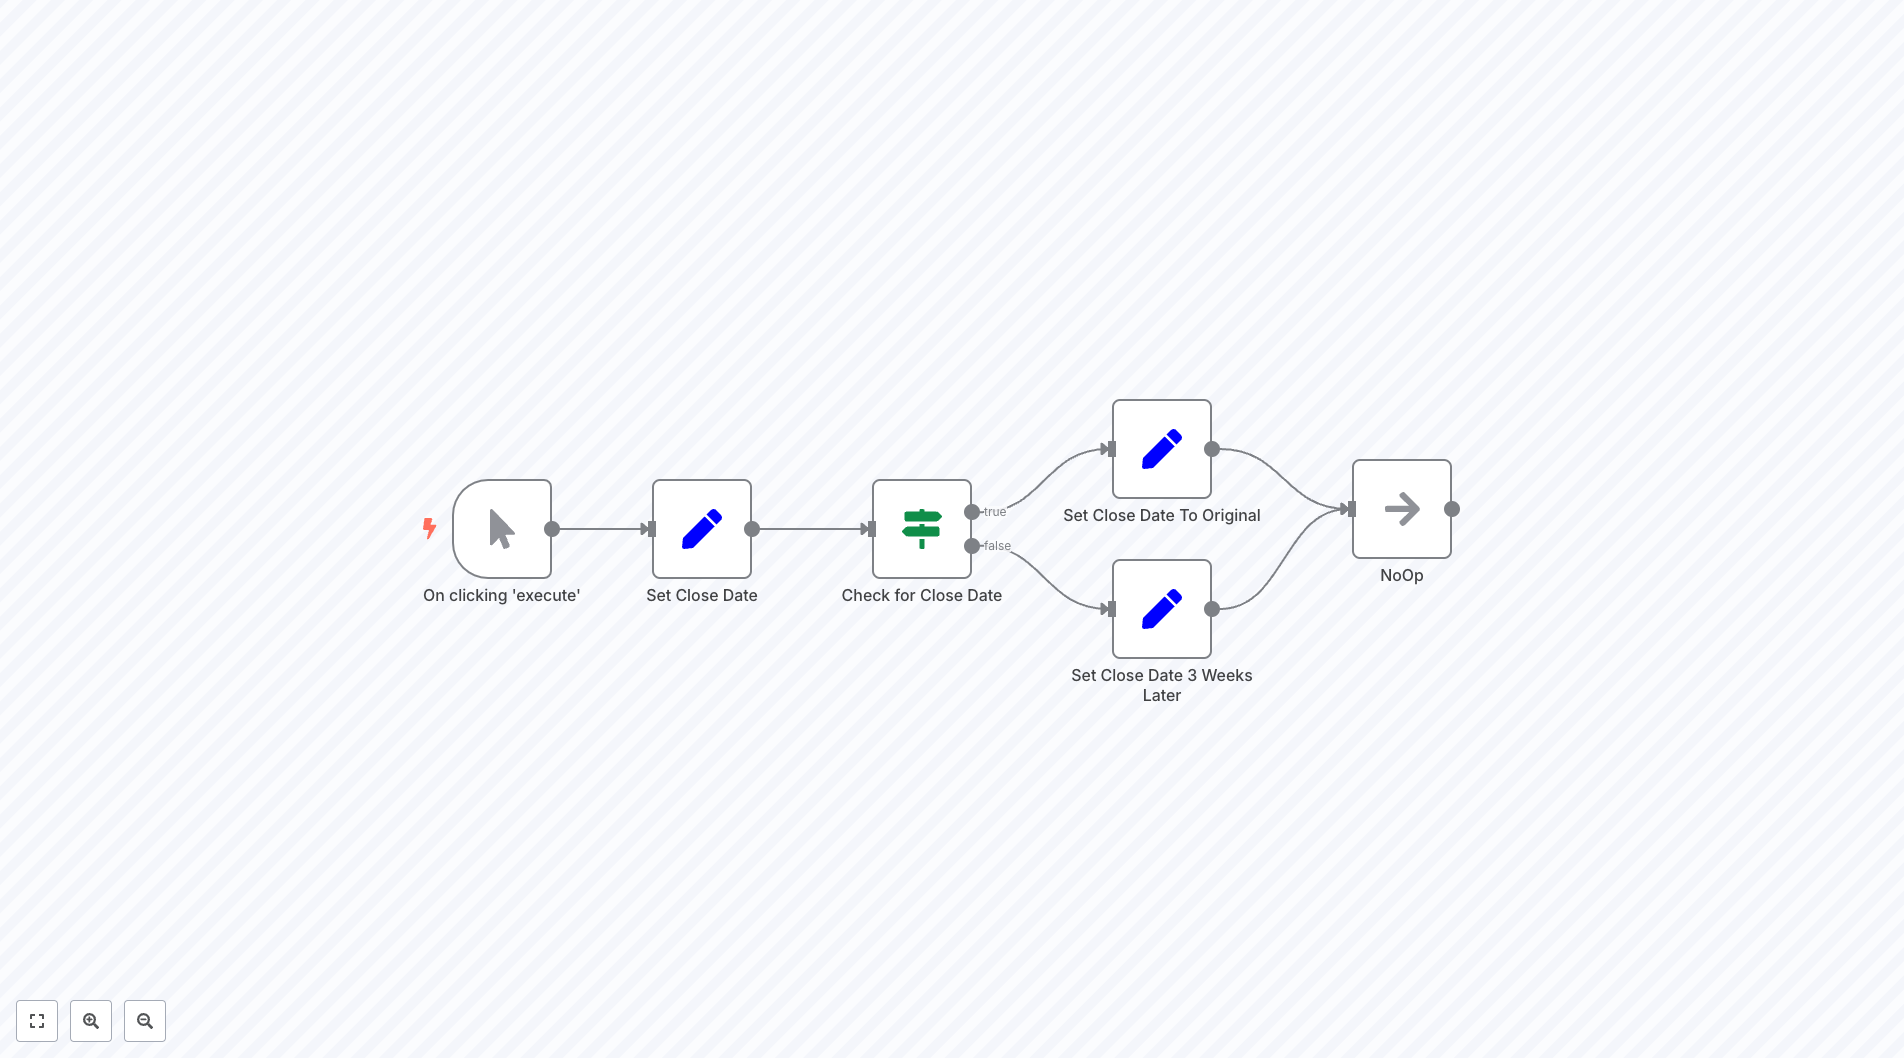 On clicking 'execute'
Set Close Date
Check for Close Date
true
false
Set Close Date To Original
Set Close Date 3 Weeks
Later
NoOp